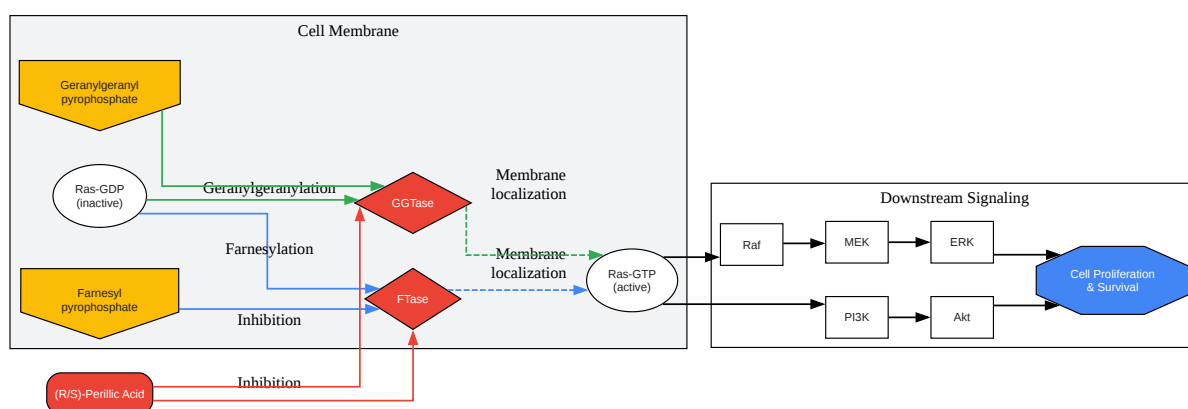 Cell Membrane
Geranylgeranyl
pyrophosphate
Ras-GDP
(inactive)
Geranylgeranylation
GGTase
Membrane
localization
Farnesylation
Farnesyl
pyrophosphate
Inhibition
FTase
Membrane
localization
Ras-GTP
(active)
(R/S)-Perillic Acid
Inhibition
Downstream Signaling
Raf
MEK
ERK
PI3K
Akt
Cell Proliferation
& Survival